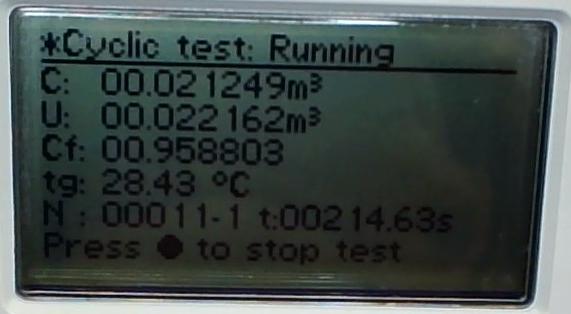 *Cyclic test: Running
C: 00.021249m³
U: 00.022162m³
Cf: 00.958803
tg: 28.43 °C
N : 00011-1 t:00214.63s
Press ● to stop test